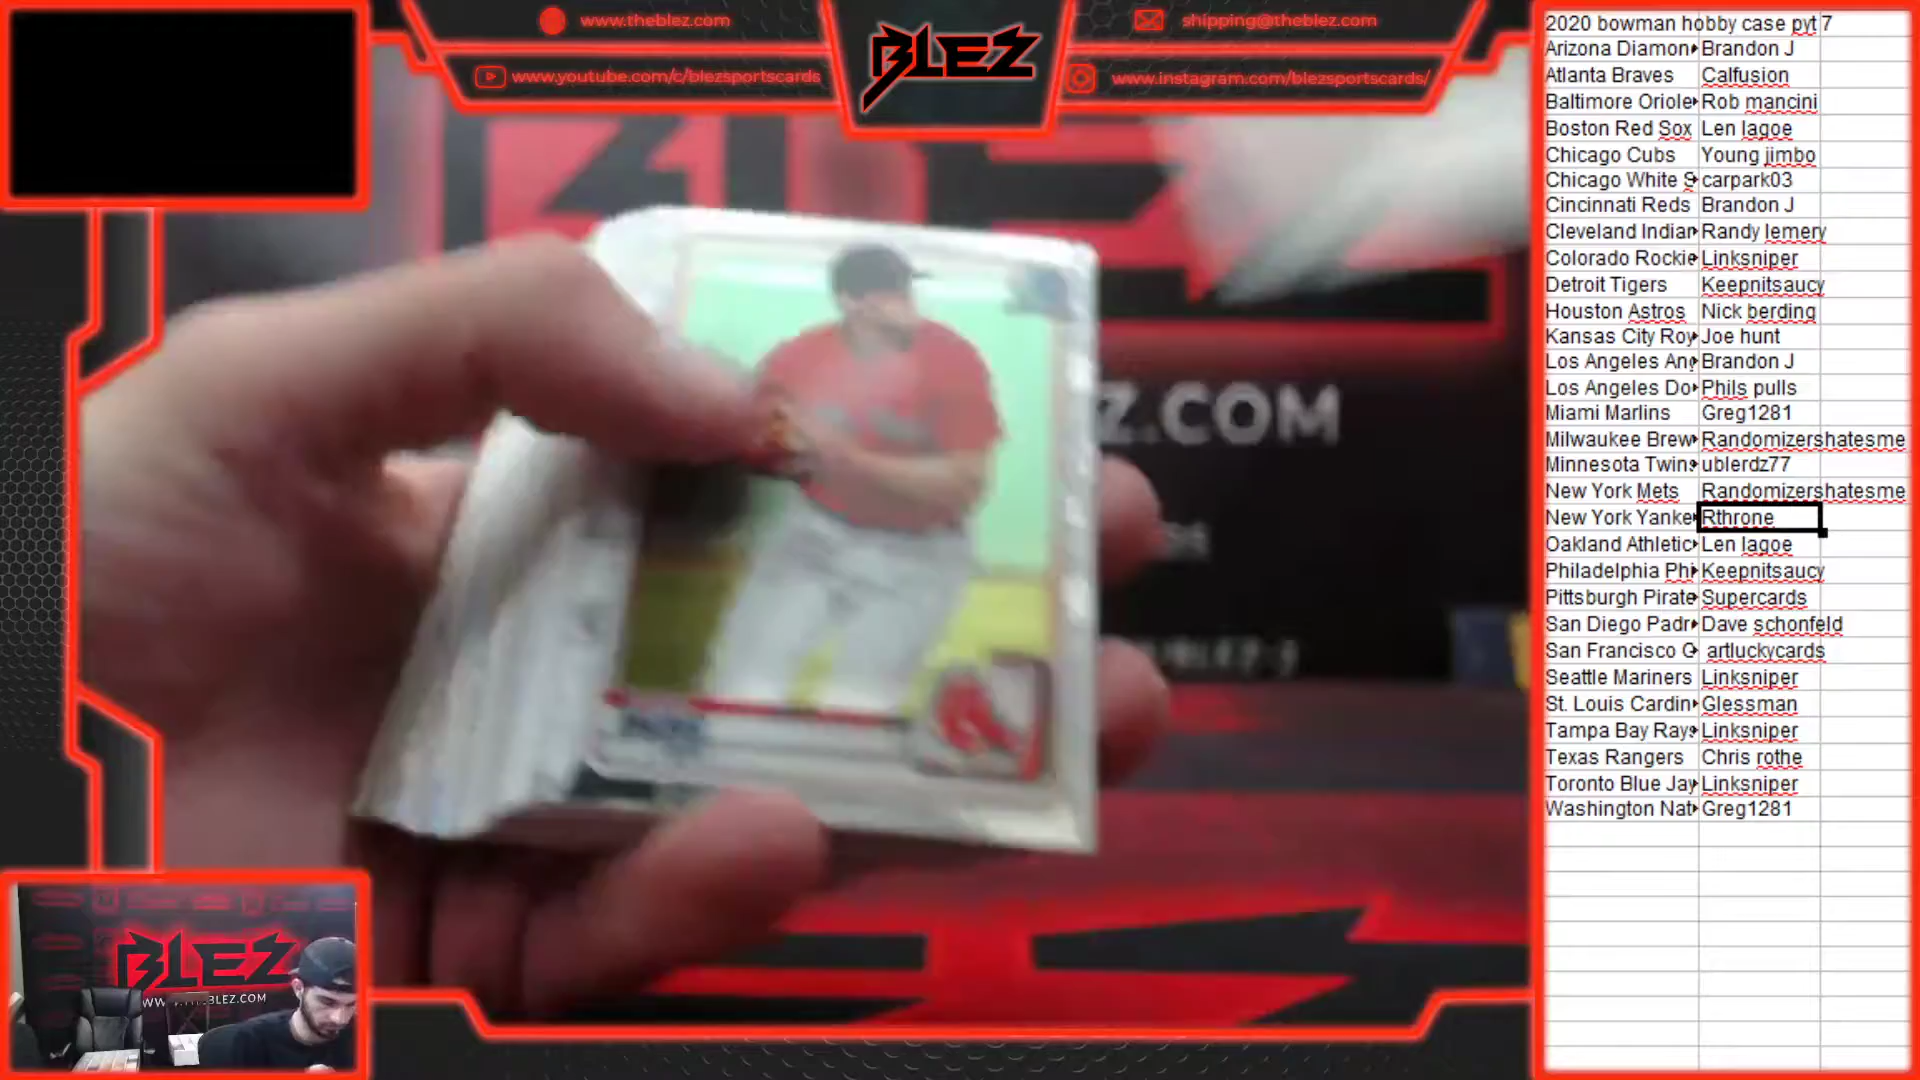 www.theblez.com
www.youtube.com/c/blezsportscards
BLEZ
shipping@theblez.com
www.instagram.com/blezsportscards/
Z.COM
BLEZ
2020 bowman hobby case pyt 7
Arizona Diamon Brandon J
Atlanta Braves Calfusion
Baltimore Oriole Rob mancini
Boston Red Sox Len lagoe
Chicago Cubs Young jimbo
Chicago White S carpark03
Cincinnati Reds Brandon J
Cleveland Indian Randy lemery
Colorado Rockie Linksniper
Detroit Tigers Keepnitsaucy
Houston Astros Nick berding
Kansas City Roy Joe hunt
Los Angeles Ang Brandon J
Los Angeles Do Phils pulls
Miami Marlins Greg1281
Milwaukee Brew Randomizershatesme
Minnesota Twins ublerdz77
New York Mets Randomizershatesme
New York Yanke Rthrone
Oakland Athletic Len lagoe
Philadelphia Phi Keepnitsaucy
Pittsburgh Pirate Supercards
San Diego Padr Dave schonfeld
San Francisco G artluckycards
Seattle Mariners Linksniper
St. Louis Cardin Glessman
Tampa Bay Rays Linksniper
Texas Rangers Chris rothe
Toronto Blue Jay Linksniper
Washington Nat Greg1281